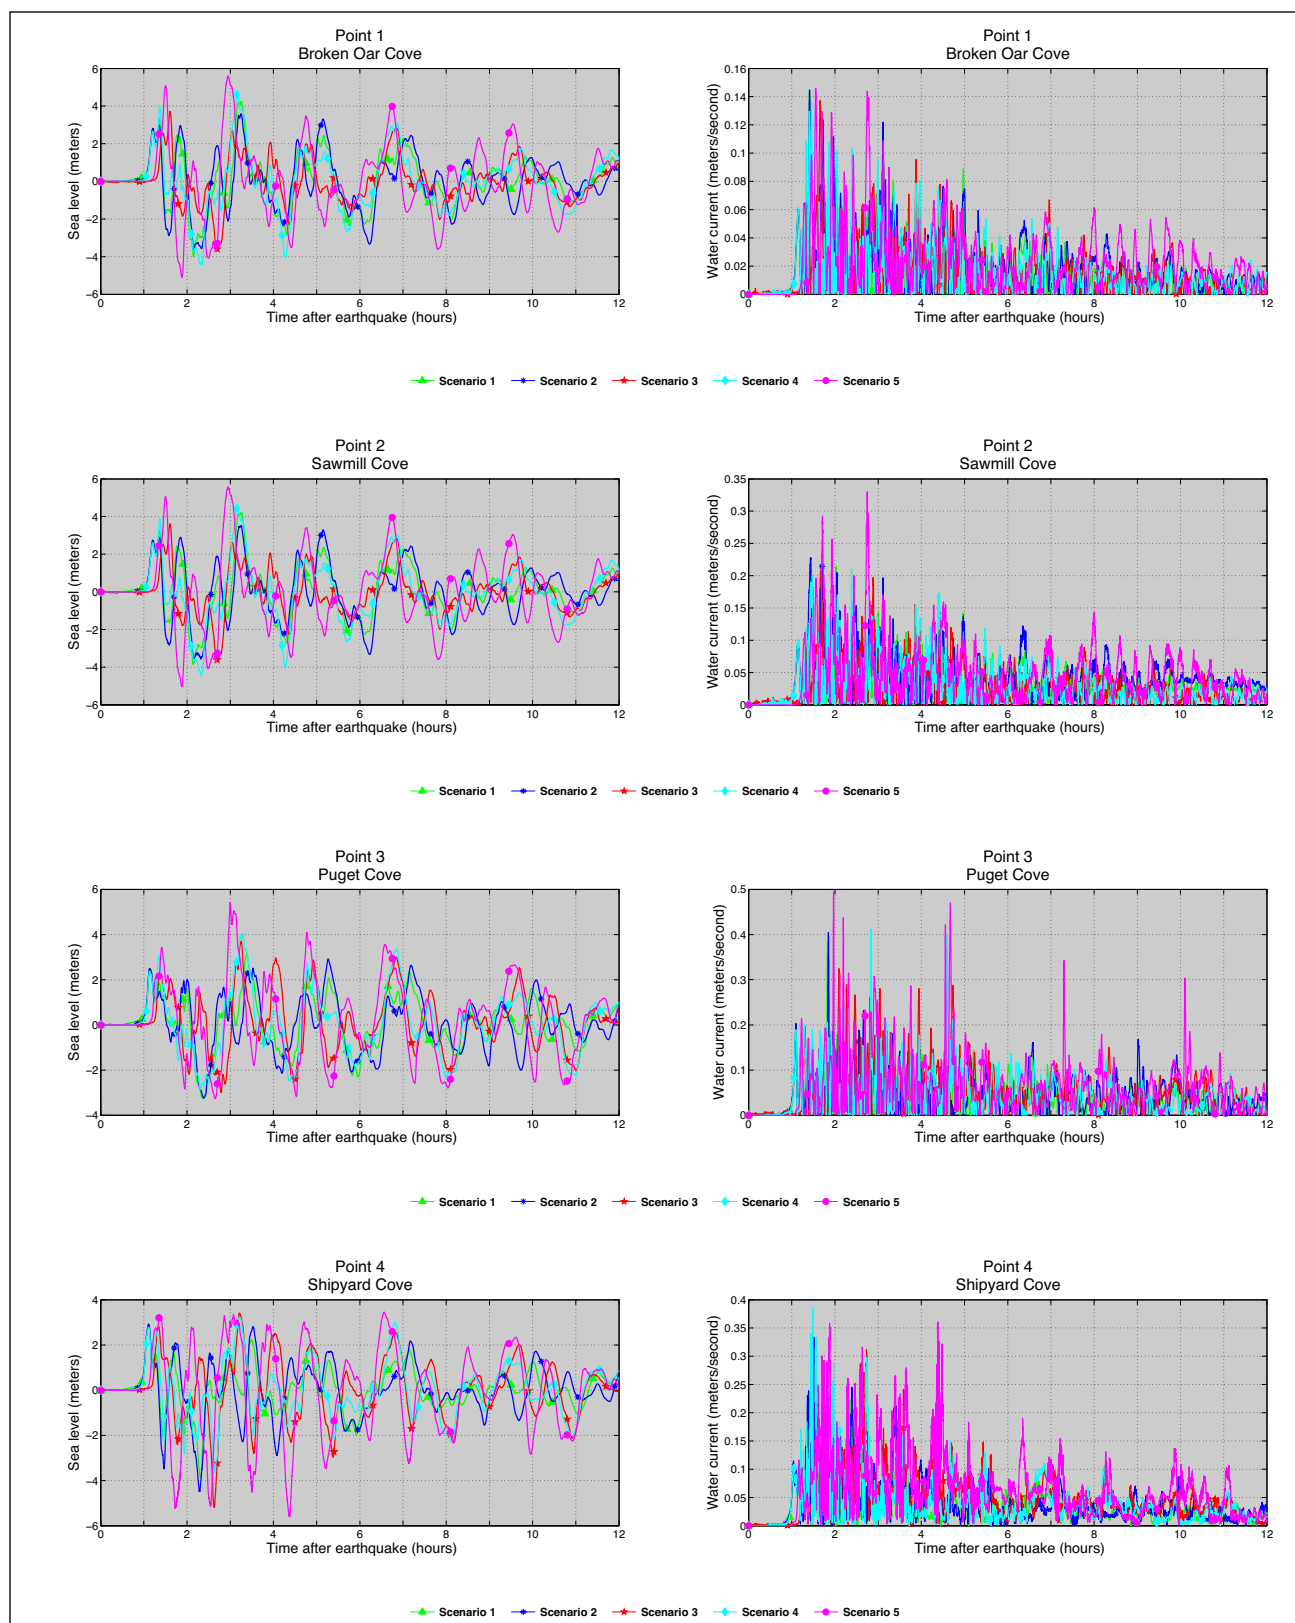 Point 1
Broken Oar Cove
6
4
2
0
−2
−4
−6
Sea level (meters)
0 2 4 6 8 10 12
Time after earthquake (hours)
Point 1
Broken Oar Cove
0.16
0.14
0.12
0.1
0.08
0.06
0.04
0.02
0
Water current (meters/second)
0 2 4 6 8 10 12
Time after earthquake (hours)
Scenario 1 Scenario 2 Scenario 3 Scenario 4 Scenario 5
Point 2
Sawmill Cove
6
4
2
0
−2
−4
−6
Sea level (meters)
0 2 4 6 8 10 12
Time after earthquake (hours)
Point 2
Sawmill Cove
0.35
0.3
0.25
0.2
0.15
0.1
0.05
0
Water current (meters/second)
0 2 4 6 8 10 12
Time after earthquake (hours)
Scenario 1 Scenario 2 Scenario 3 Scenario 4 Scenario 5
Point 3
Puget Cove
6
4
2
0
−2
−4
Sea level (meters)
0 2 4 6 8 10 12
Time after earthquake (hours)
Point 3
Puget Cove
0.5
0.4
0.3
0.2
0.1
0
Water current (meters/second)
0 2 4 6 8 10 12
Time after earthquake (hours)
Scenario 1 Scenario 2 Scenario 3 Scenario 4 Scenario 5
Point 4
Shipyard Cove
4
2
0
−2
−4
−6
Sea level (meters)
0 2 4 6 8 10 12
Time after earthquake (hours)
Point 4
Shipyard Cove
0.4
0.35
0.3
0.25
0.2
0.15
0.1
0.05
0
Water current (meters/second)
0 2 4 6 8 10 12
Time after earthquake (hours)
Scenario 1 Scenario 2 Scenario 3 Scenario 4 Scenario 5